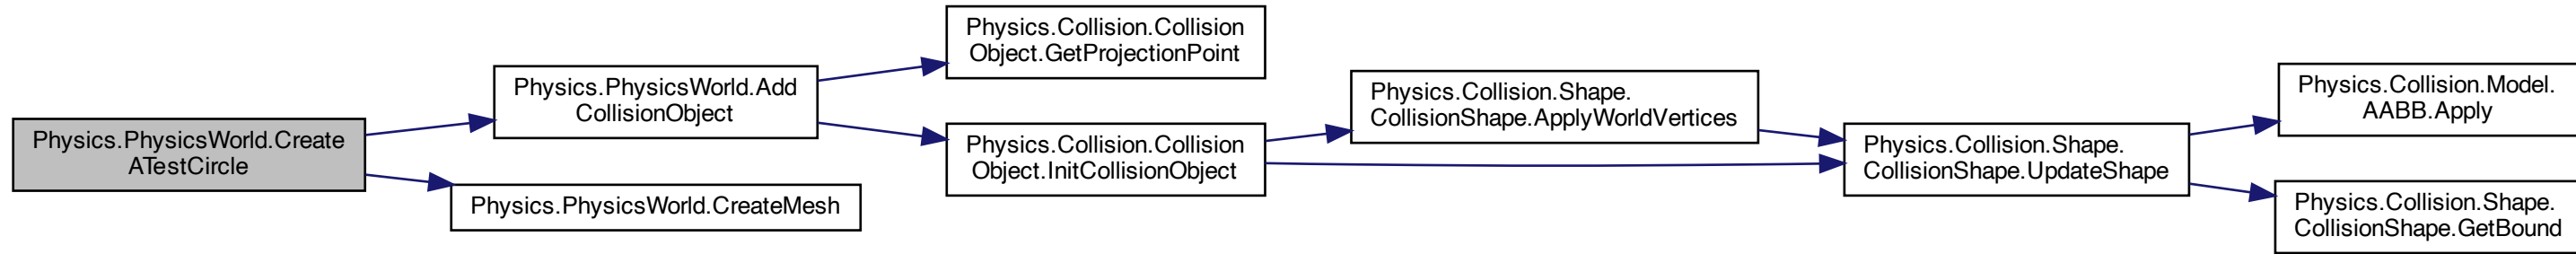 Physics.PhysicsWorld.Create
ATestCircle
Physics.PhysicsWorld.Add
CollisionObject
Physics.PhysicsWorld.CreateMesh
Physics.Collision.Collision
Object.GetProjectionPoint
Physics.Collision.Collision
Object.InitCollisionObject
Physics.Collision.Shape.
CollisionShape.ApplyWorldVertices
Physics.Collision.Shape.
CollisionShape.UpdateShape
Physics.Collision.Model.
AABB.Apply
Physics.Collision.Shape.
CollisionShape.GetBound